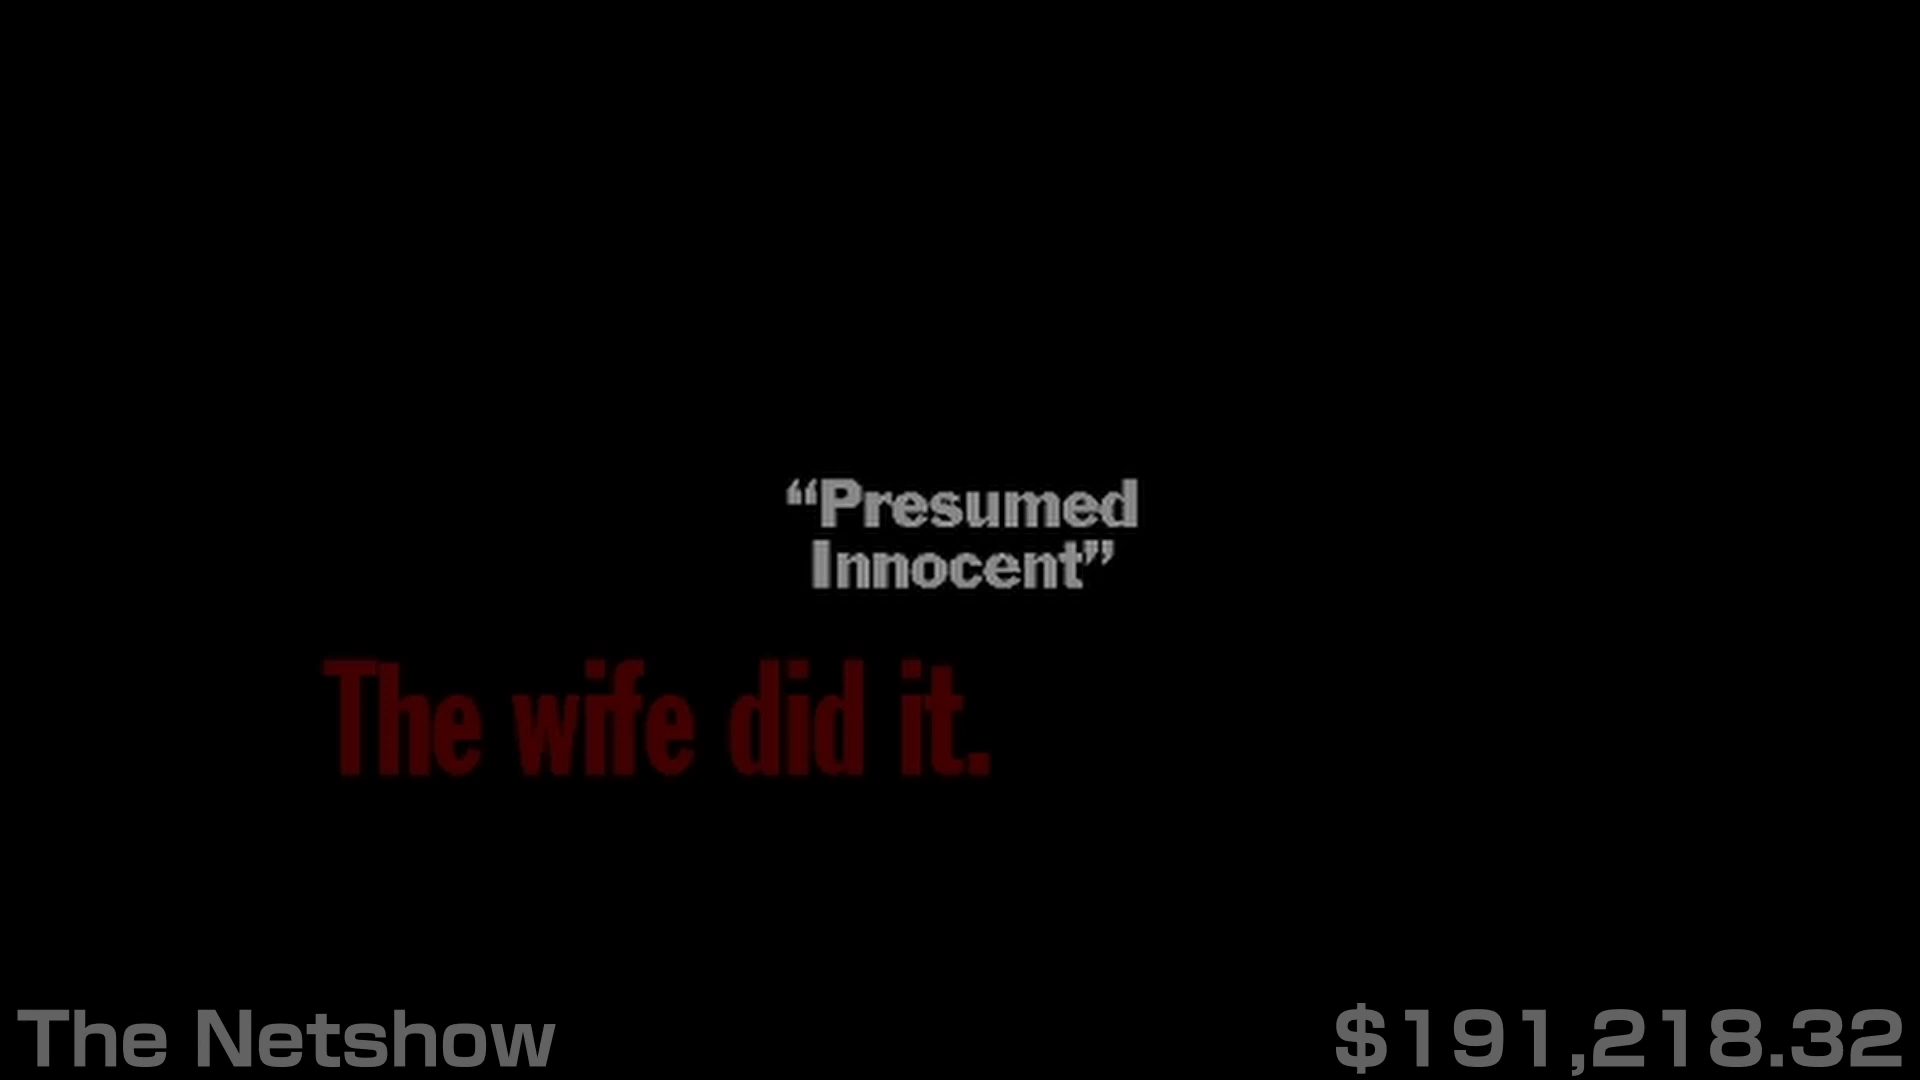 “Presumed
Innocent”
The wife did it.
The Netshow
$191,218.32